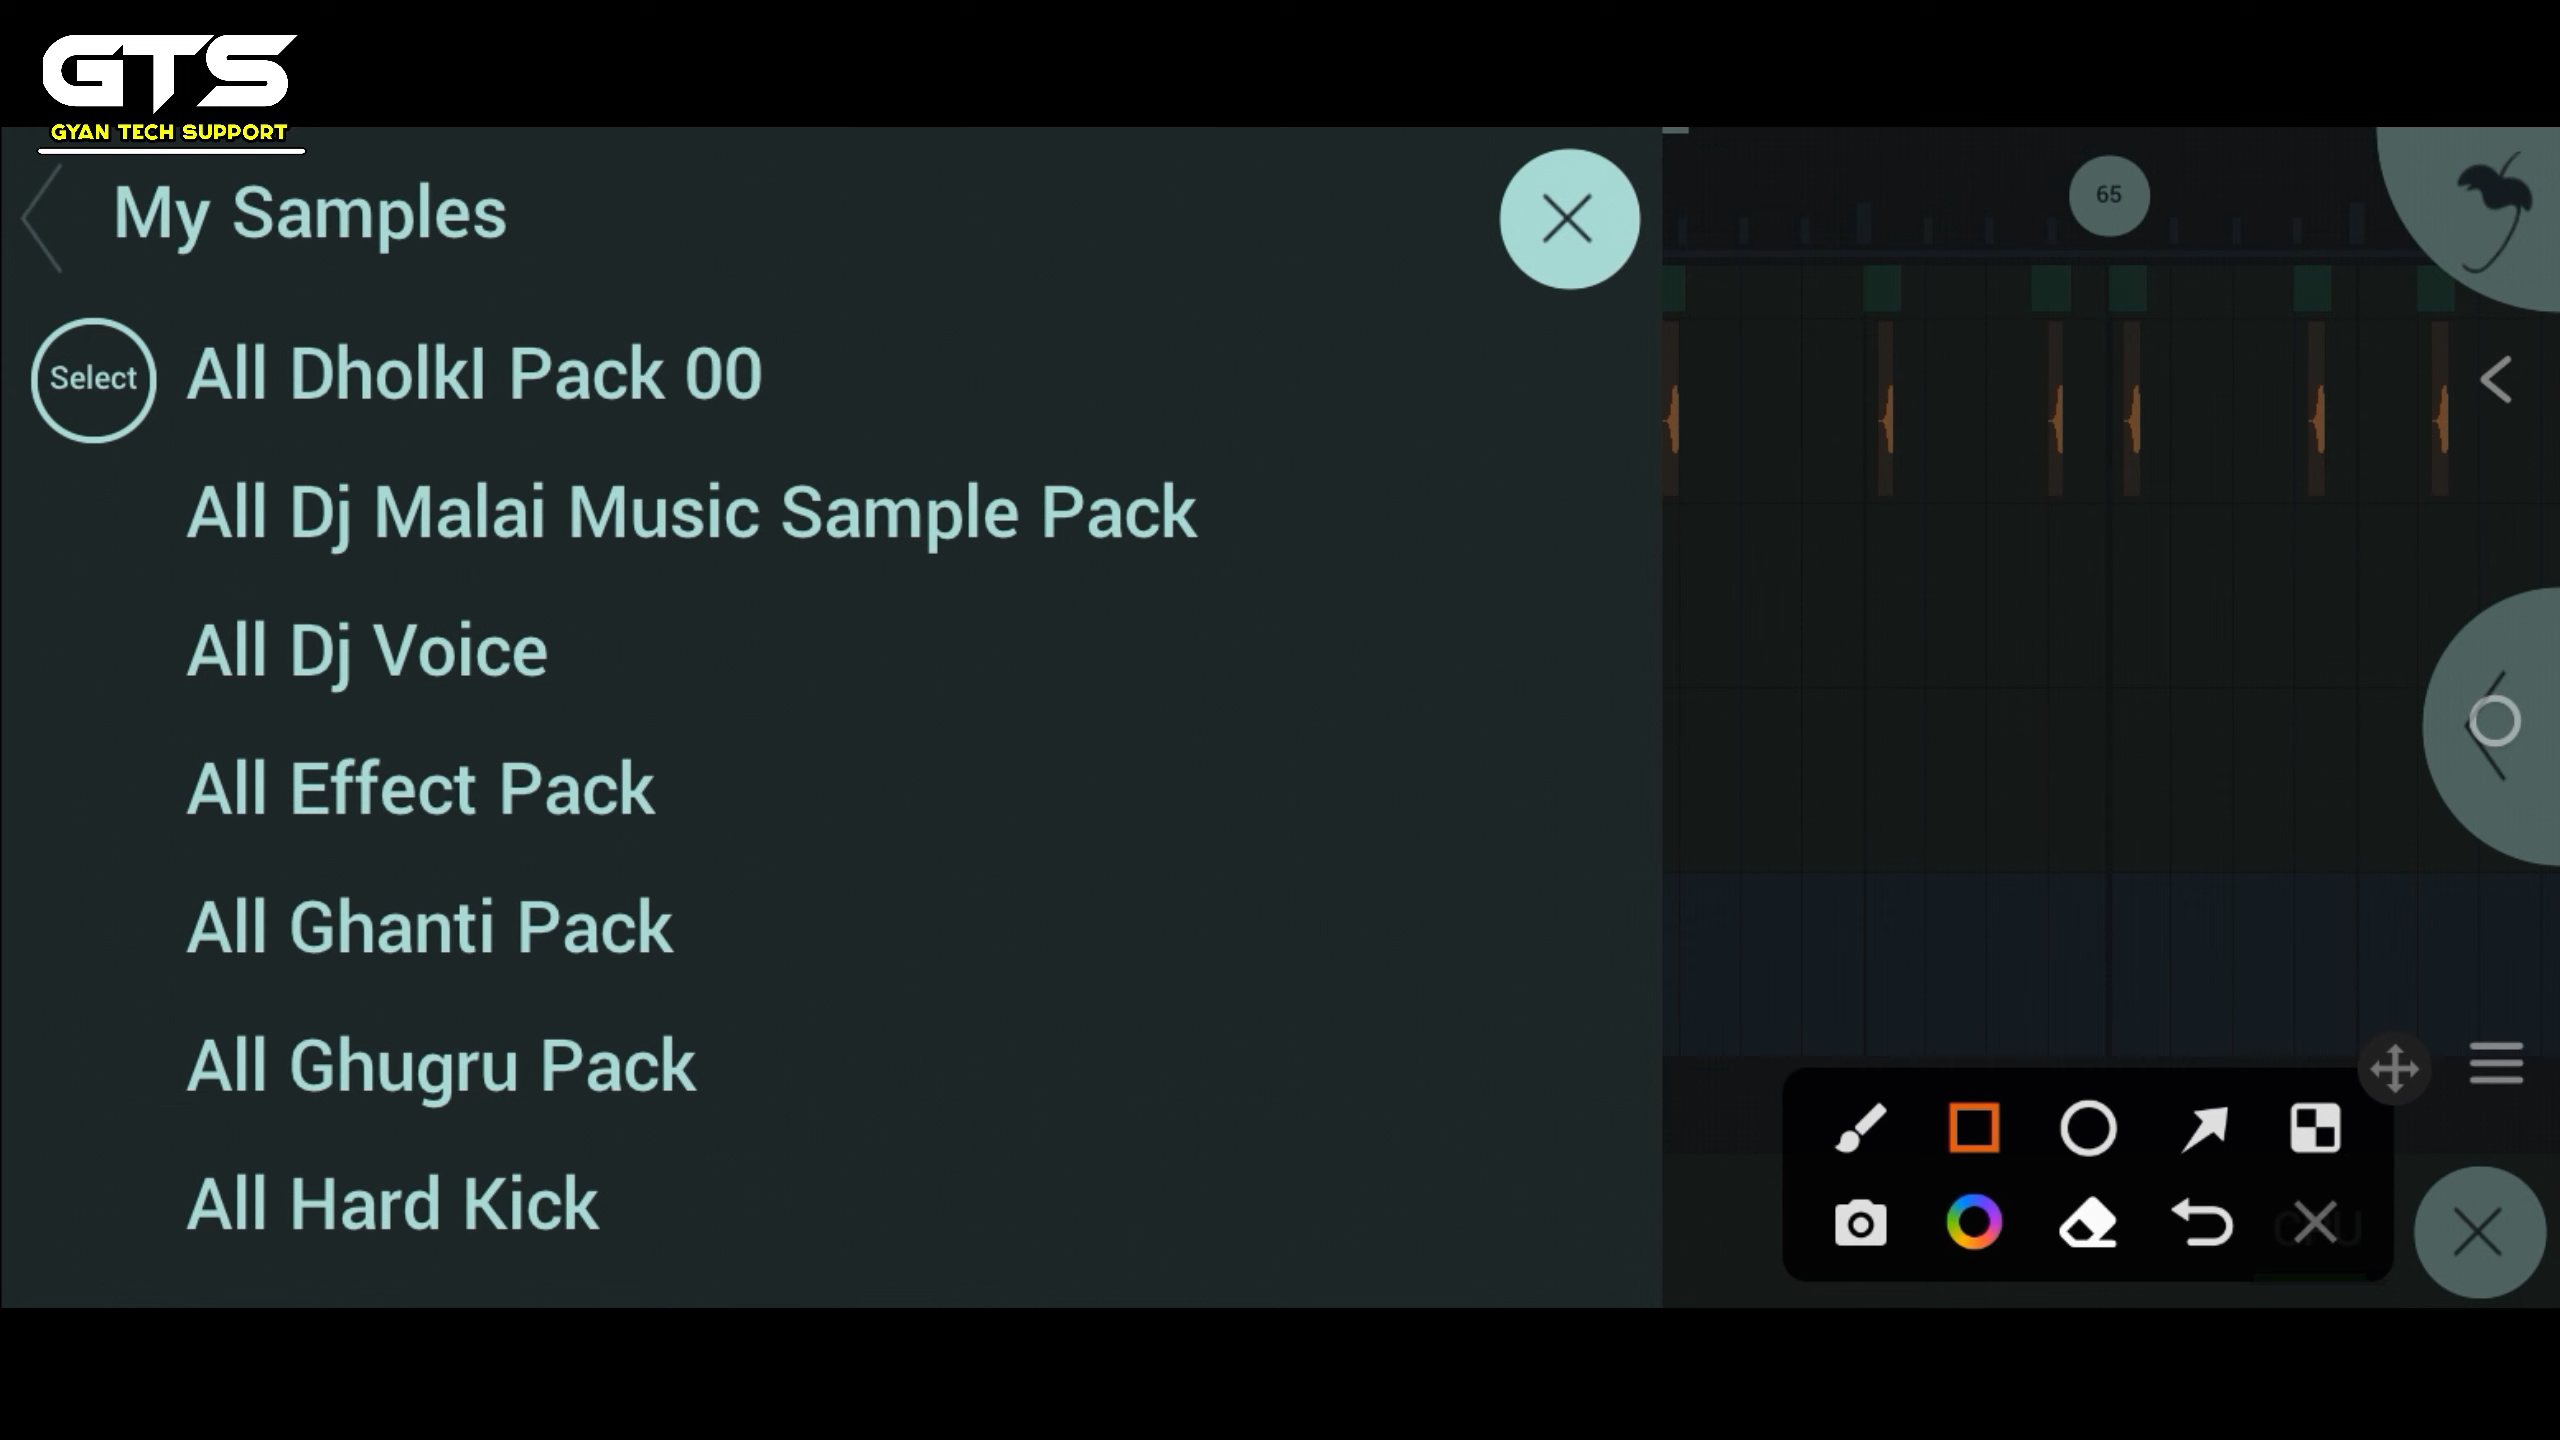 GTS
GYAN TECH SUPPORT
My Samples
65
Select
All DholkI Pack 00
All Dj Malai Music Sample Pack
All Dj Voice
All Effect Pack
All Ghanti Pack
All Ghugru Pack
All Hard Kick
CPU